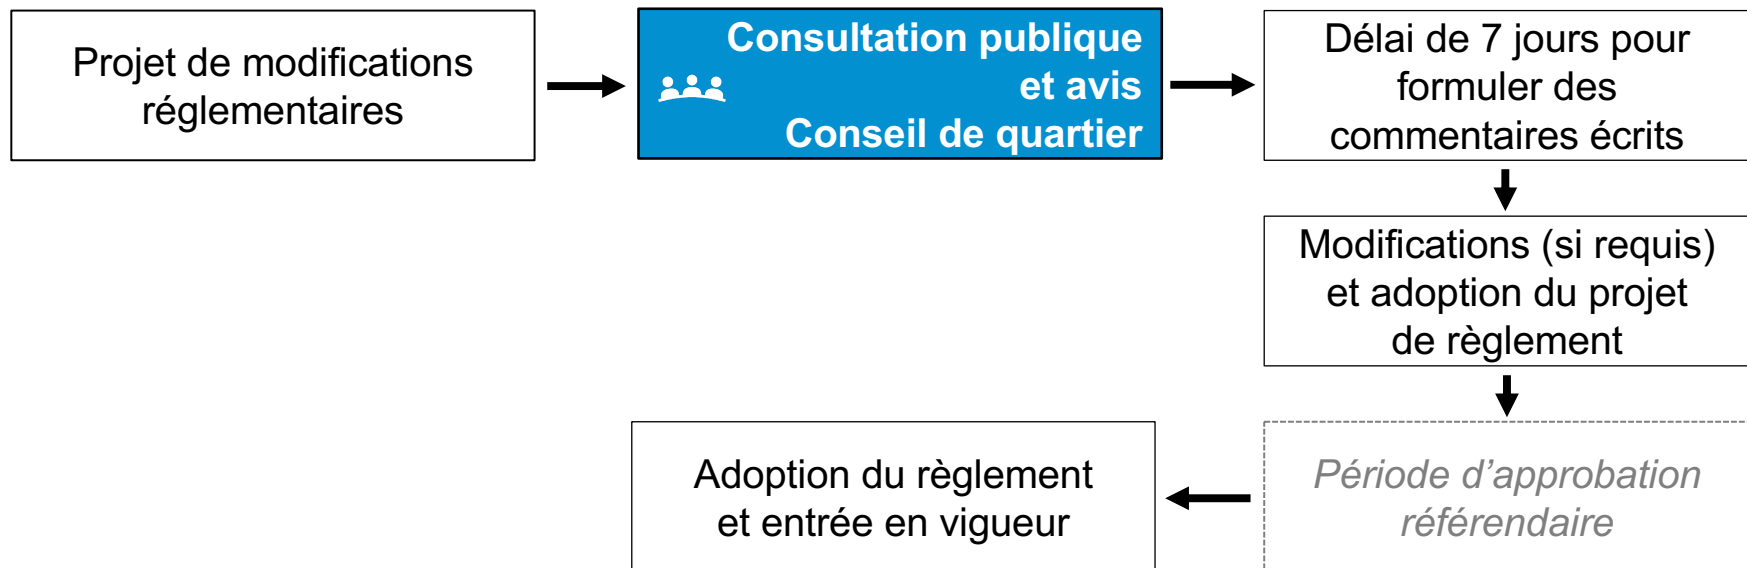 Projet de modifications
réglementaires
Consultation publique
et avis
Conseil de quartier
Délai de 7 jours pour
formuler des
commentaires écrits
Modifications (si requis)
et adoption du projet
de règlement
Période d’approbation
référendaire
Adoption du règlement
et entrée en vigueur